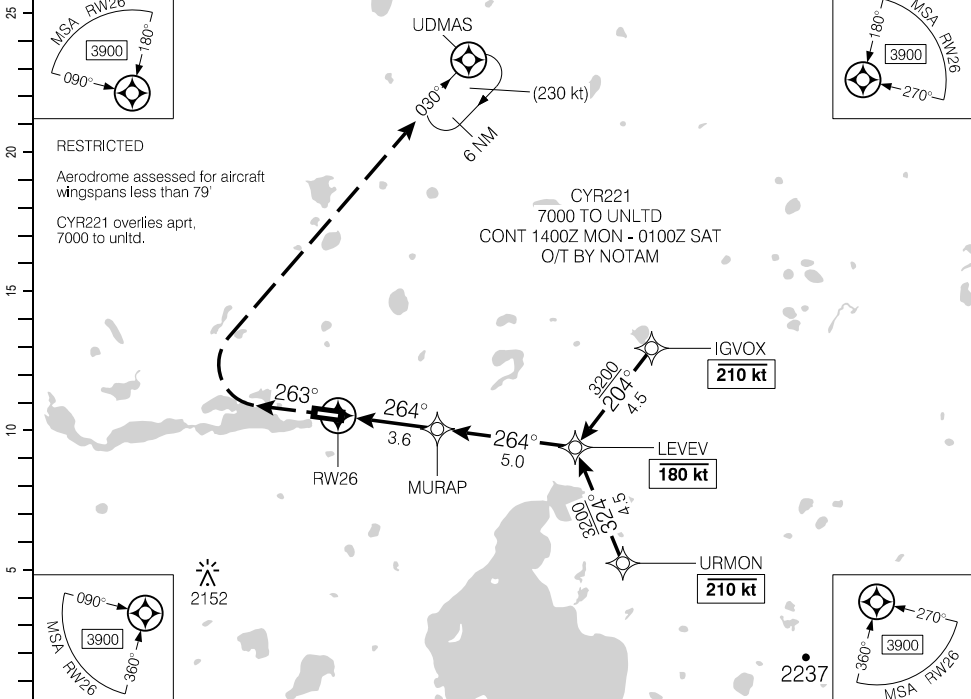 25
20
15
10
5
MSA RW26
3900
180°
090°
MSA RW26
3900
180°
270°
UDMAS
030°
(230 kt)
6 NM
RESTRICTED
Aerodrome assessed for aircraft
wingspans less than 79'
CYR221 overlies aprt,
7000 to unltd.
CYR221
7000 TO UNLTD
CONT 1400Z MON - 0100Z SAT
O/T BY NOTAM
IGVOX
210 kt
3200
204°
4.5
263°
264°
3.6
264°
5.0
LEVEV
180 kt
RW26
MURAP
3200
324°
4.5
URMON
210 kt
2152
2237
090°
3900
360°
MSA RW26
270°
3900
360°
MSA RW26